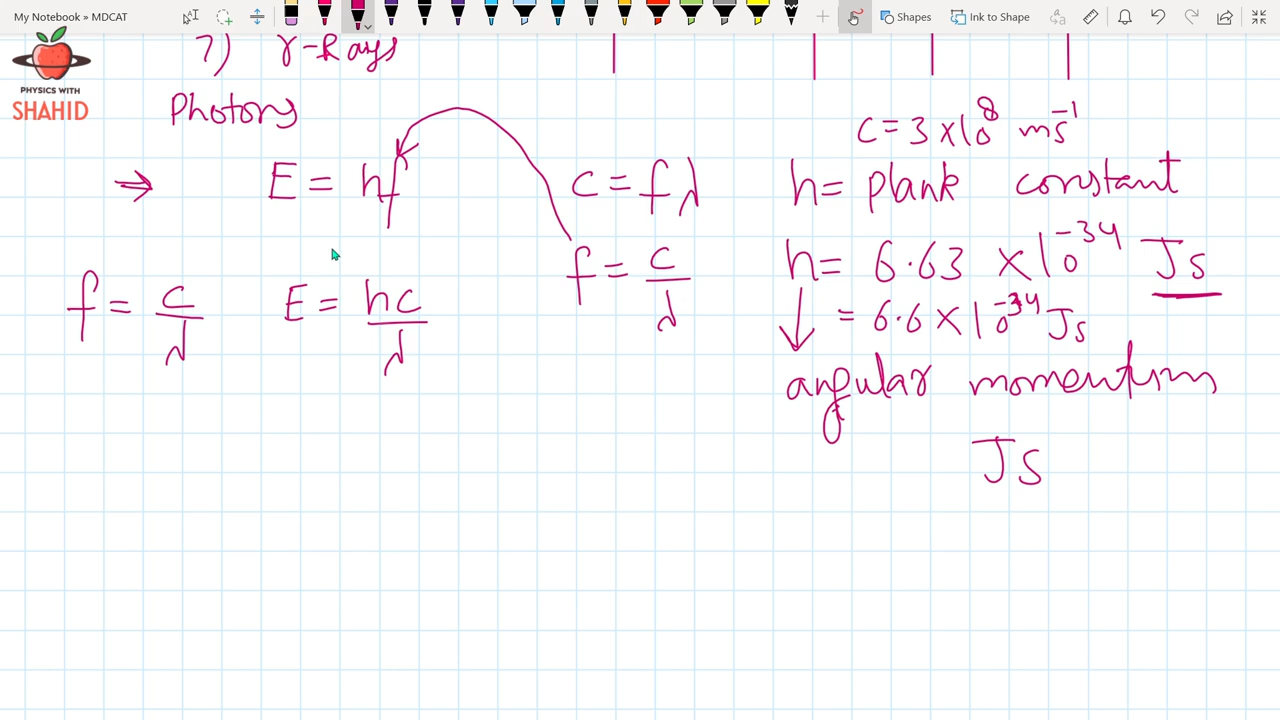 My Notebook » MDCAT
Shapes
Ink to Shape
PHYSICS WITH
SHAHID
7) γ-Rays
Photons
c = 3 × 10⁸ ms⁻¹
⇒ E = hf
c = fλ
h = plank constant
f = c/λ
h = 6.63 × 10⁻³⁴ Js
f = c/λ
E = hc/λ
= 6.6 × 10⁻³⁴ Js
angular momentum
Js